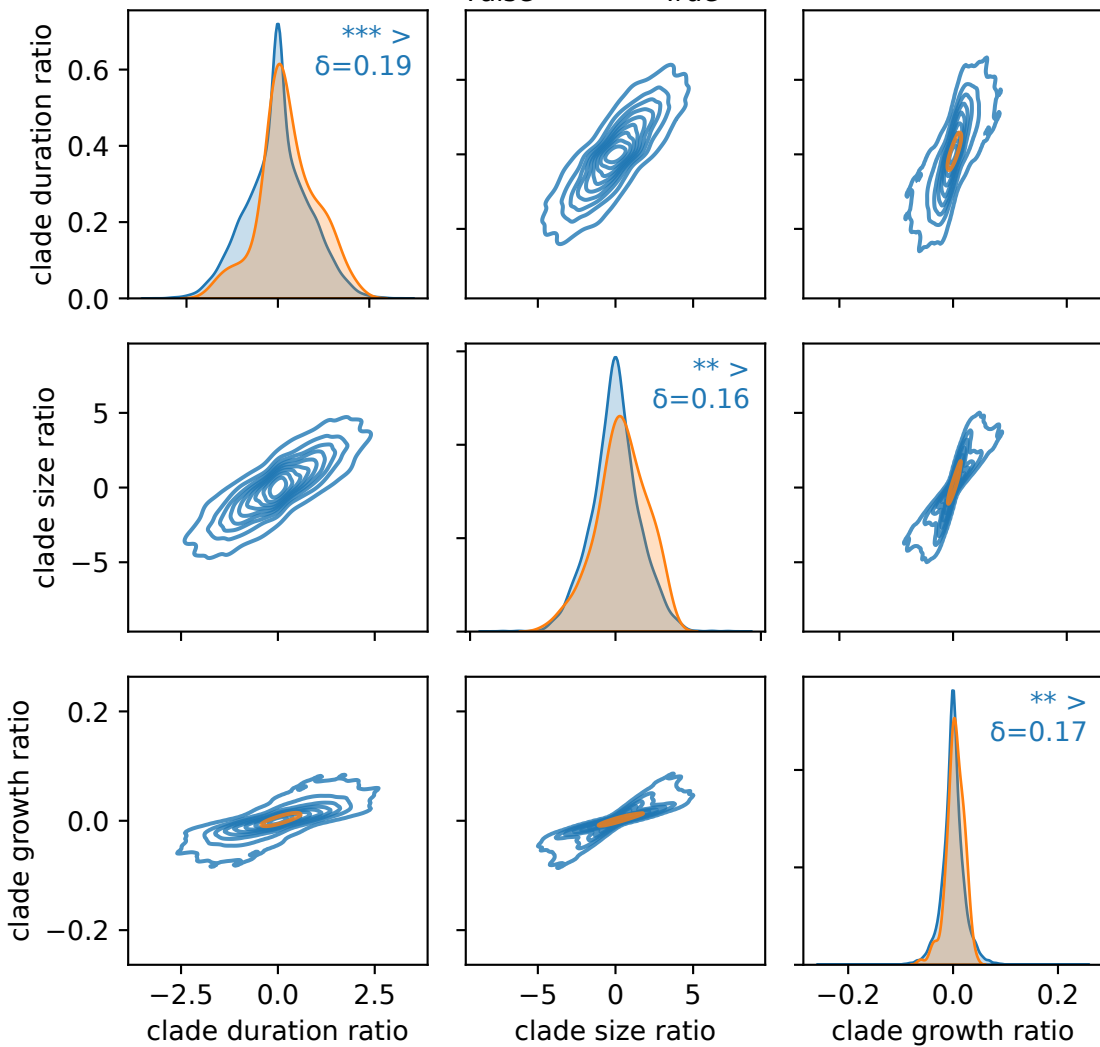 clade duration ratio
0.6
0.4
0.2
0.0
*** >
δ=0.19
clade size ratio
5
0
−5
** >
δ=0.16
clade growth ratio
0.2
0.0
−0.2
** >
δ=0.17
−2.5 0.0 2.5
−5 0 5
−0.2 0.0 0.2
clade duration ratio
clade size ratio
clade growth ratio